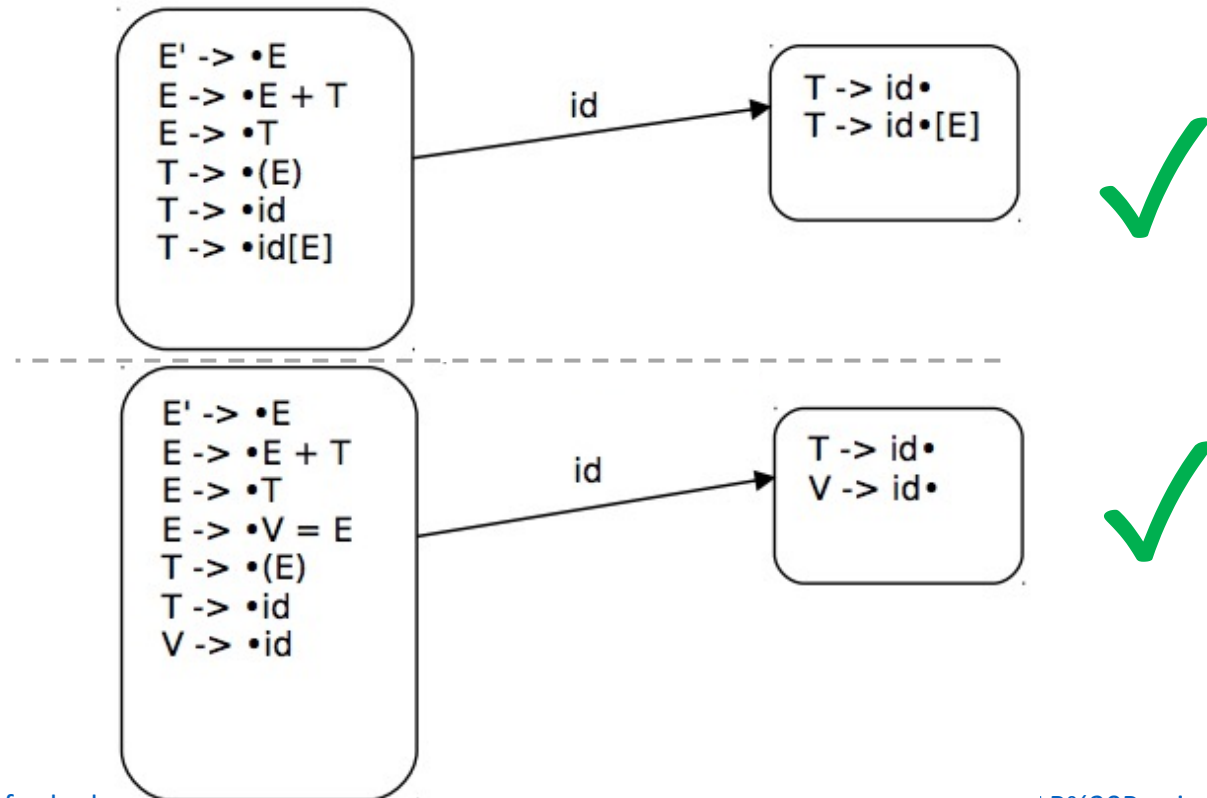 E' -> •E
E -> •E + T
E -> •T
T -> •(E)
T -> •id
T -> •id[E]
id
T -> id•
T -> id•[E]
E' -> •E
E -> •E + T
E -> •T
E -> •V = E
T -> •(E)
T -> •id
V -> •id
id
T -> id•
V -> id•